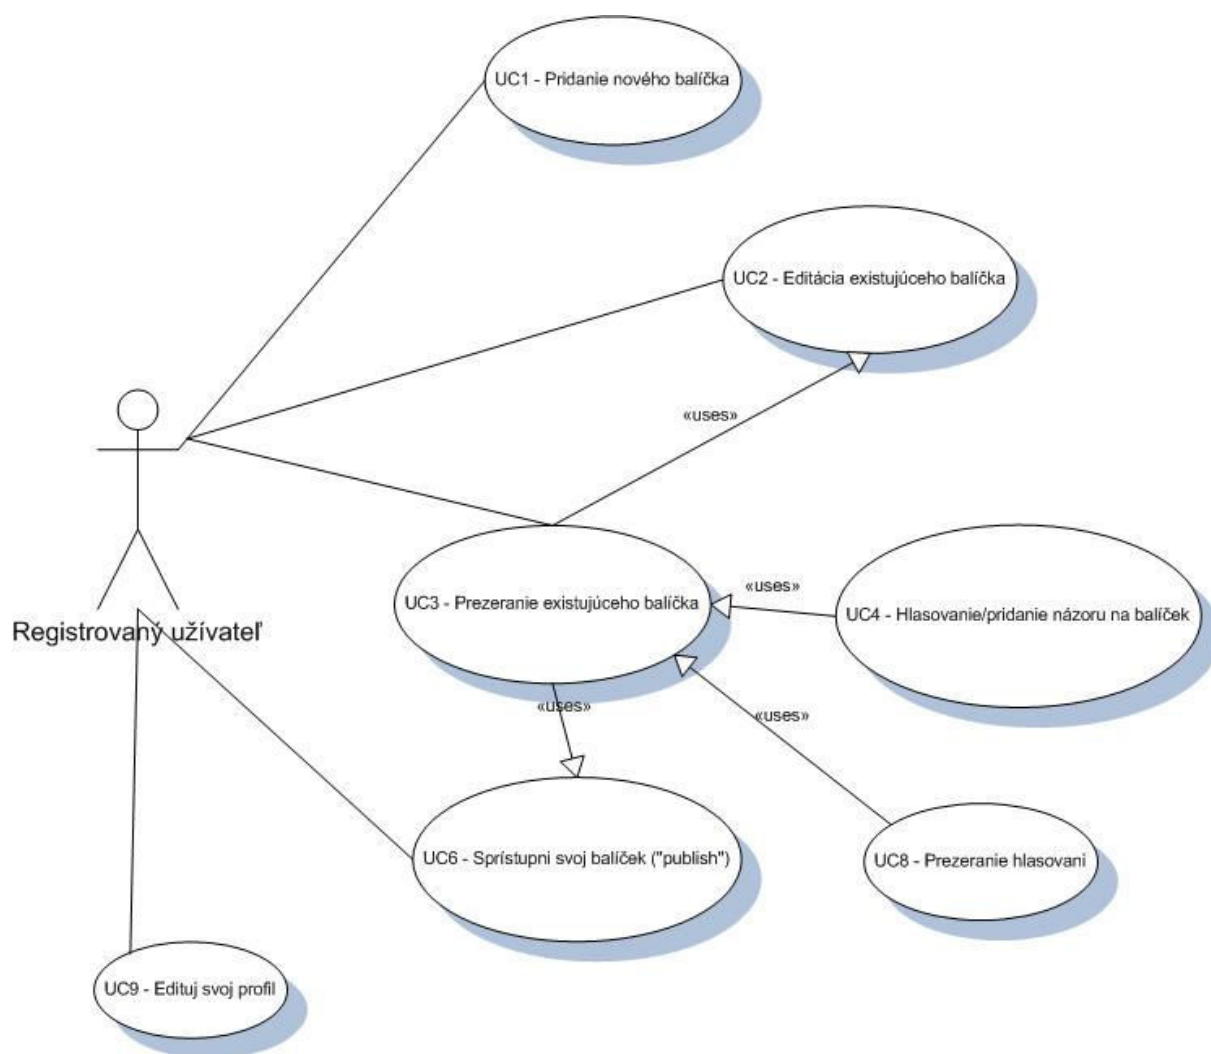 UC1 - Pridanie nového balíčka
UC2 - Editácia existujúceho balíčka
«uses»
Registrovaný užívateľ
UC3 - Prezeranie existujúceho balíčka
«uses»
UC4 - Hlasovanie/pridanie názoru na balíček
«uses»
«uses»
UC6 - Sprístupni svoj balíček ("publish")
UC8 - Prezeranie hlasovani
UC9 - Edituj svoj profil